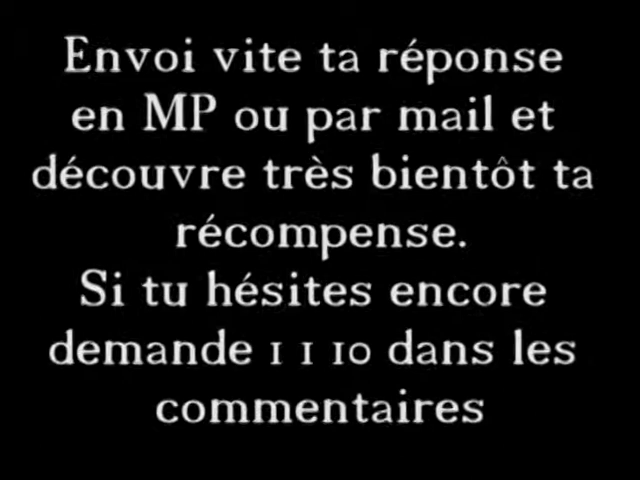 Envoi vite ta réponse
en MP ou par mail et
découvre très bientôt ta
récompense.
Si tu hésites encore
demande 1 1 10 dans les
commentaires